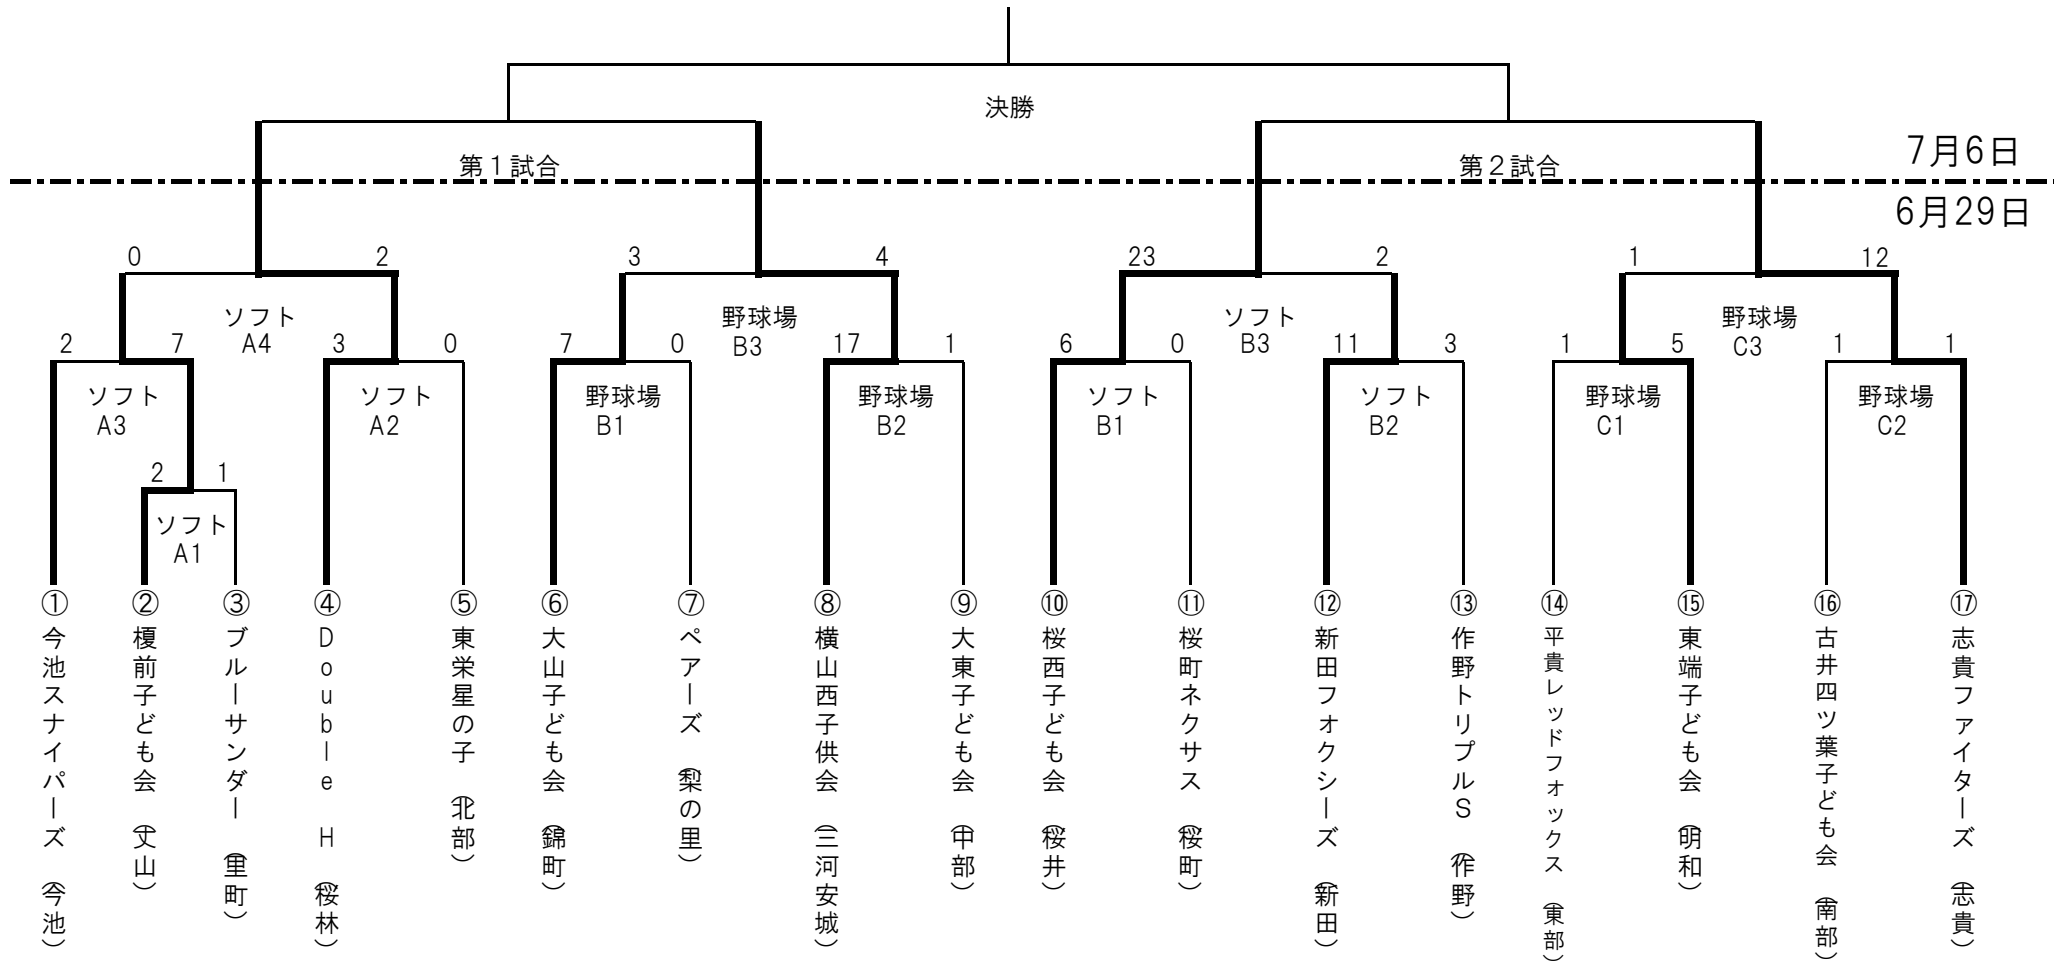 決勝
7月6日
第1試合
第2試合
6月29日
0 2 3 4 23 2 1 12
ソフト 野球場 ソフト 野球場
A4 B3 B3 C3
2 7 3 0 7 0 17 1 6 0 11 3 1 5 1 1
ソフト ソフト 野球場 野球場 ソフト ソフト 野球場 野球場
A3 A2 B1 B2 B1 B2 C1 C2
2 1
ソフト
A1
①今池スナイパーズ（今池）
②榎前子ども会（丈山）
③ブルーサンダー（里町）
④Double H（桜林）
⑤東栄星の子（北部）
⑥大山子ども会（錦町）
⑦ペアーズ（梨の里）
⑧横山西子供会（三河安城）
⑨大東子ども会（中部）
⑩桜西子ども会（桜井）
⑪桜町ネクサス（桜町）
⑫新田フォクシーズ（新田）
⑬作野トリプルS（作野）
⑭平貴レッドフォックス（東部）
⑮東端子ども会（明和）
⑯古井四ツ葉子ども会（南部）
⑰志貴ファイターズ（志貴）